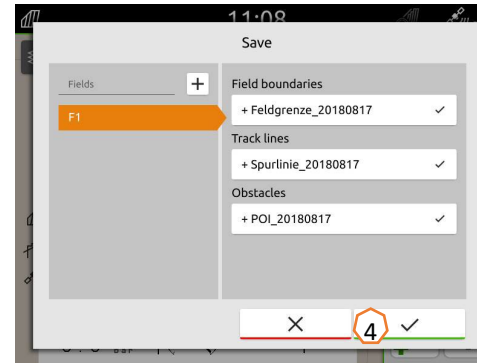 11:08
Save
Fields
+
F1
Field boundaries
+ Feldgrenze_20180817
Track lines
+ Spurlinie_20180817
Obstacles
+ POI_20180817
4